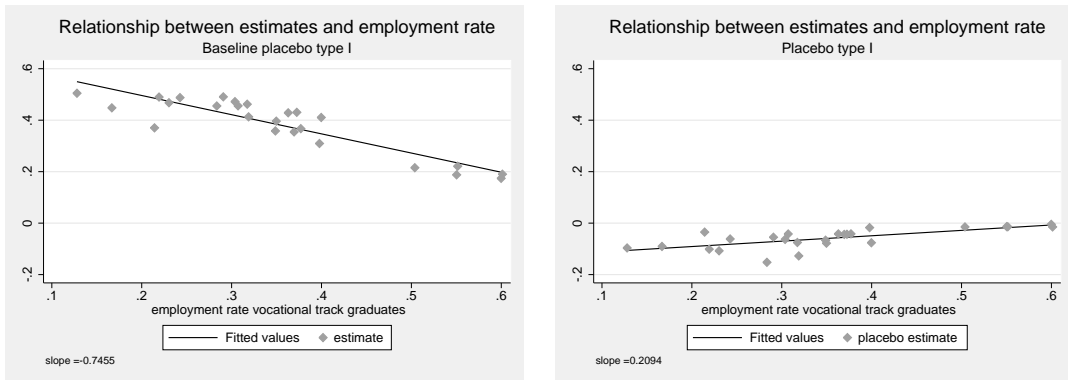 Relationship between estimates and employment rate
Baseline placebo type I
.6
.4
.2
0
-.2
.1 .2 .3 .4 .5 .6
employment rate vocational track graduates
Fitted values estimate
slope =-0.7455
Relationship between estimates and employment rate
Placebo type I
.6
.4
.2
0
-.2
.1 .2 .3 .4 .5 .6
employment rate vocational track graduates
Fitted values placebo estimate
slope =0.2094